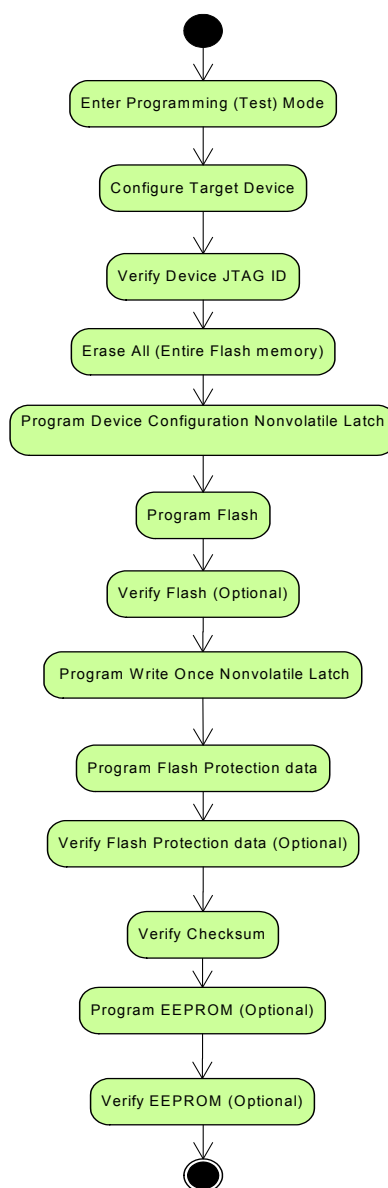 Enter Programming (Test) Mode
Configure Target Device
Verify Device JTAG ID
Erase All (Entire Flash memory)
Program Device Configuration Nonvolatile Latch
Program Flash
Verify Flash (Optional)
Program Write Once Nonvolatile Latch
Program Flash Protection data
Verify Flash Protection data (Optional)
Verify Checksum
Program EEPROM (Optional)
Verify EEPROM (Optional)